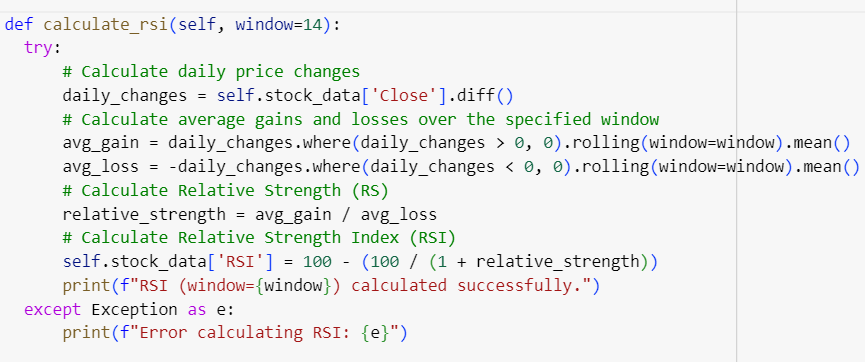 def calculate_rsi(self, window=14):
  try:
      # Calculate daily price changes
      daily_changes = self.stock_data['Close'].diff()
      # Calculate average gains and losses over the specified window
      avg_gain = daily_changes.where(daily_changes > 0, 0).rolling(window=window).mean()
      avg_loss = -daily_changes.where(daily_changes < 0, 0).rolling(window=window).mean()
      # Calculate Relative Strength (RS)
      relative_strength = avg_gain / avg_loss
      # Calculate Relative Strength Index (RSI)
      self.stock_data['RSI'] = 100 - (100 / (1 + relative_strength))
      print(f"RSI (window={window}) calculated successfully.")
  except Exception as e:
      print(f"Error calculating RSI: {e}")